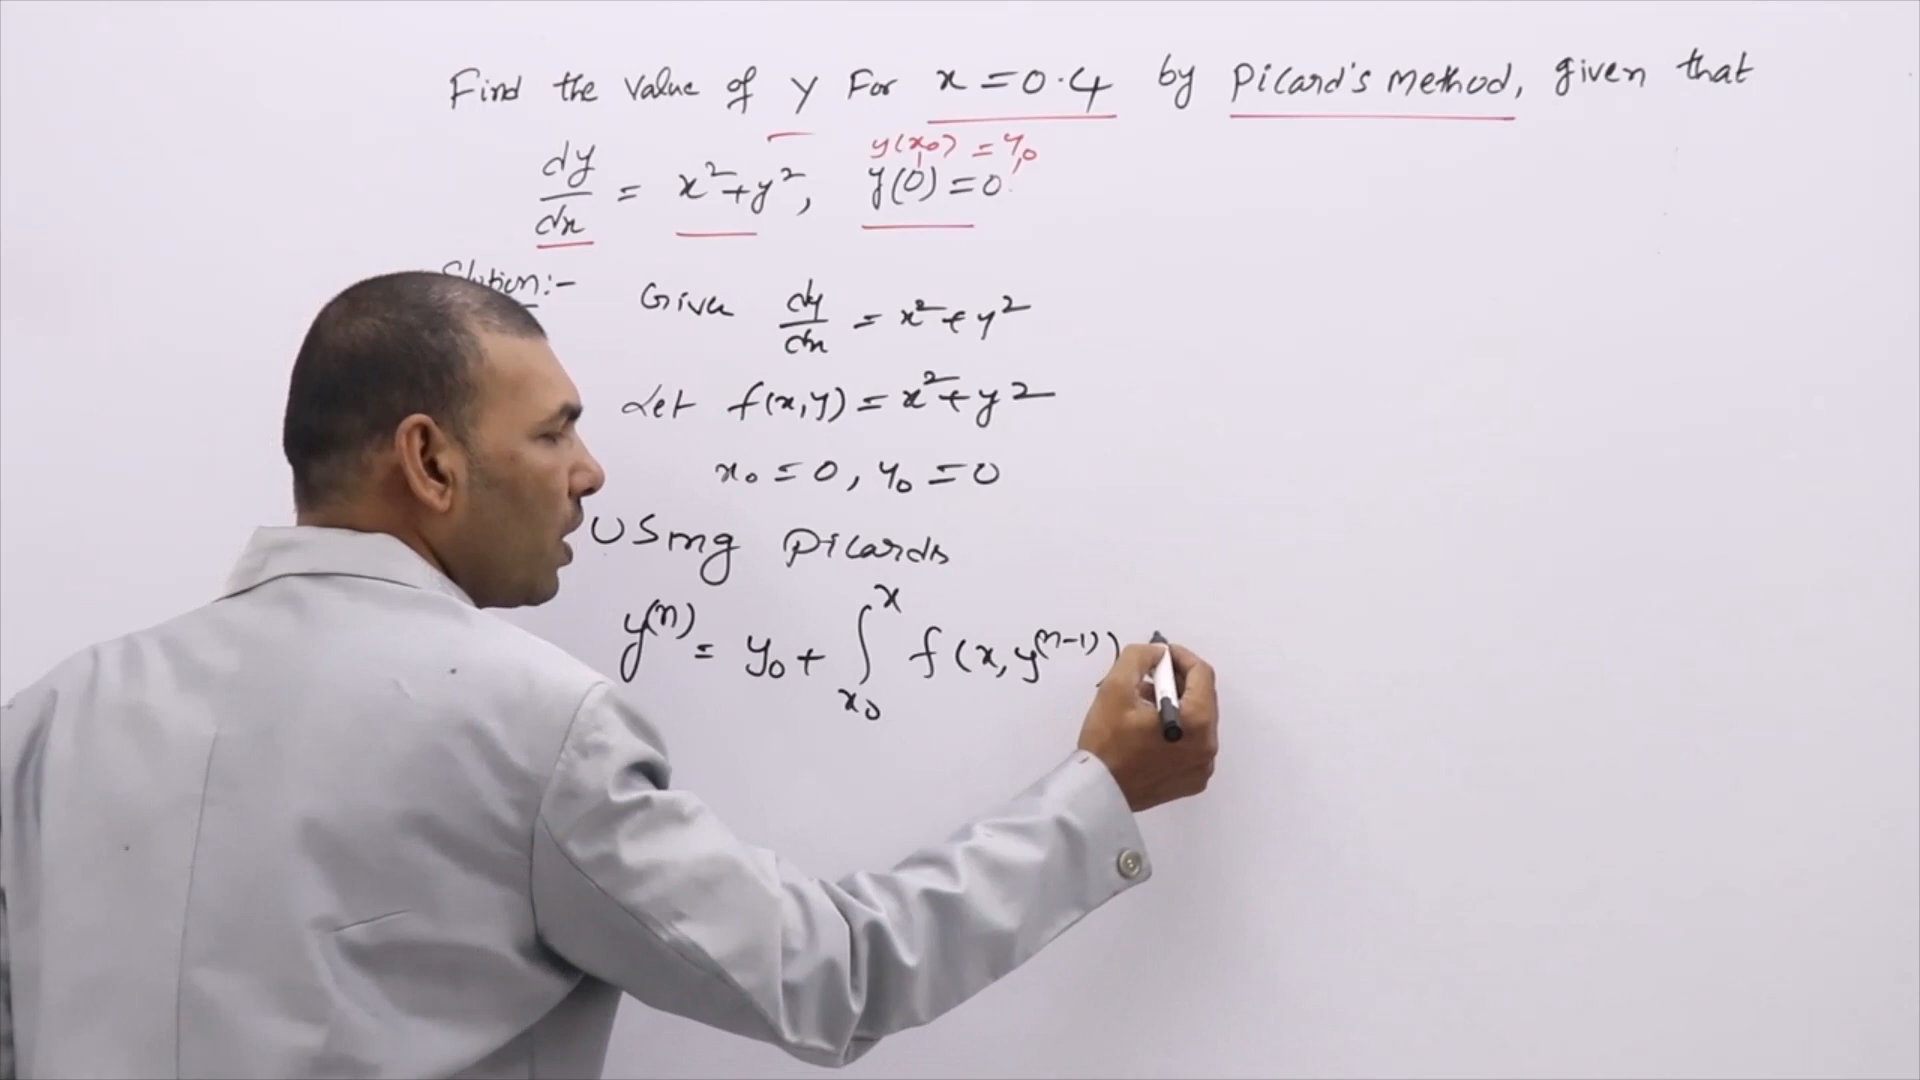 Find the value of y For x = 0.4 by Picard's Method, given that
y(x₀) = y₀
dy/dx = x² + y², y(0) = 0
Given dy/dx = x² + y²
Let f(x,y) = x² + y²
x₀ = 0, y₀ = 0
Using Picards
y⁽ⁿ⁾ = y₀ + ∫ₓ₀ˣ f(x, y⁽ⁿ⁻¹⁾)